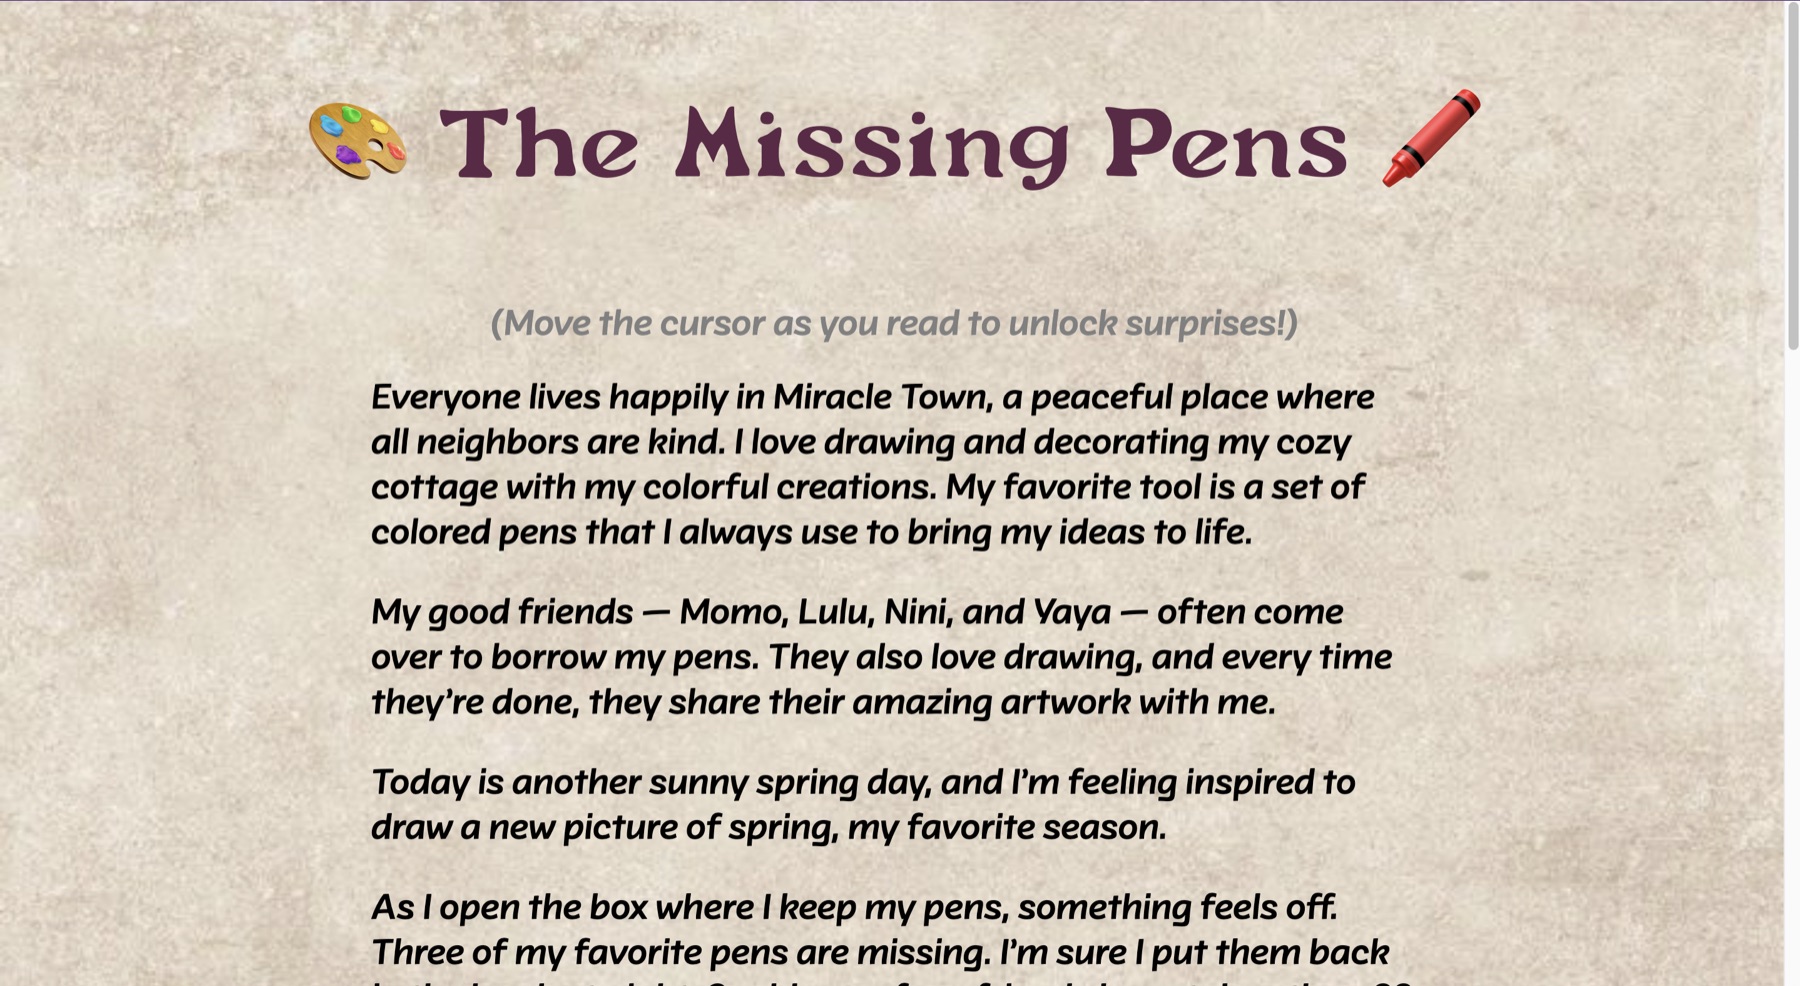 The Missing Pens
(Move the cursor as you read to unlock surprises!)
Everyone lives happily in Miracle Town, a peaceful place where
all neighbors are kind. I love drawing and decorating my cozy
cottage with my colorful creations. My favorite tool is a set of
colored pens that I always use to bring my ideas to life.
My good friends — Momo, Lulu, Nini, and Yaya — often come
over to borrow my pens. They also love drawing, and every time
they’re done, they share their amazing artwork with me.
Today is another sunny spring day, and I’m feeling inspired to
draw a new picture of spring, my favorite season.
As I open the box where I keep my pens, something feels off.
Three of my favorite pens are missing. I’m sure I put them back